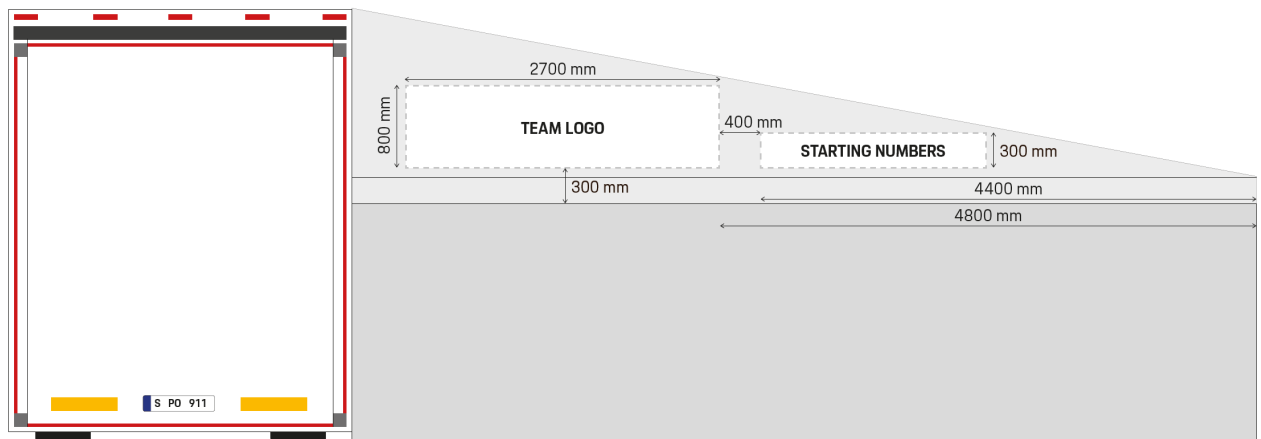 2700 mm
800 mm
TEAM LOGO
400 mm
STARTING NUMBERS
300 mm
300 mm
4400 mm
4800 mm
S PO 911